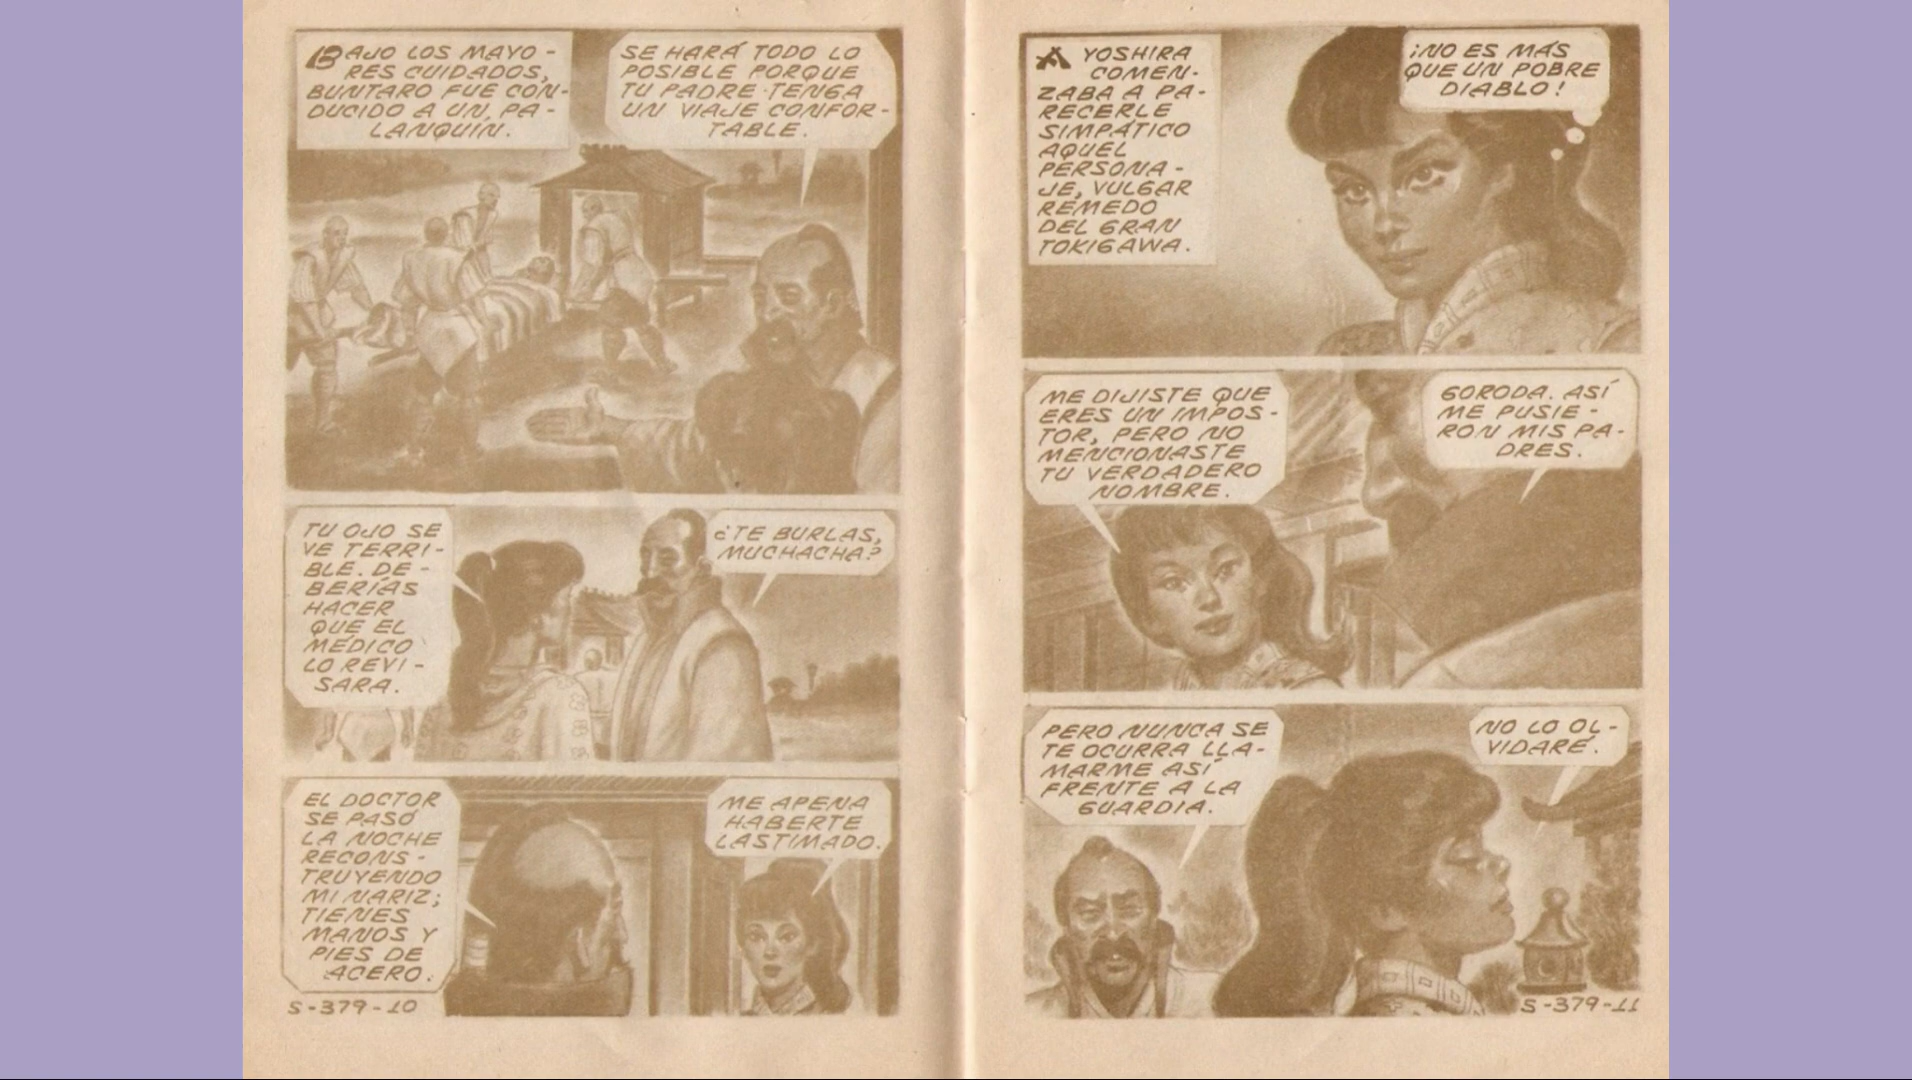 BAJO LOS MAYO-
RES CUIDADOS,
BUNTARO FUE CON-
DUCIDO A UN PA-
LANQUIN.
SE HARÁ TODO LO
POSIBLE PORQUE
TU PADRE TENGA
UN VIAJE CONFOR-
TABLE.
TU OJO SE
VE TERRI-
BLE. DE-
BERÍAS
HACER
QUE EL
MÉDICO
LO REVI-
SARA.
¿TE BURLAS,
MUCHACHA?
EL DOCTOR
SE PASÓ
LA NOCHE
RECONS-
TRUYENDO
MI NARIZ;
TIENES
MANOS Y
PIES DE
ACERO.
ME APENA
HABERTE
LASTIMADO.
S-379-10
A YOSHIRA
COMEN-
ZABA A PA-
RECERLE
SIMPÁTICO
AQUEL
PERSONA-
JE, VULGAR
REMEDO
DEL GRAN
TOKIGAWA.
¡NO ES MÁS
QUE UN POBRE
DIABLO!
ME DIJISTE QUE
ERES UN IMPOS-
TOR, PERO NO
MENCIONASTE
TU VERDADERO
NOMBRE.
GORODA. ASÍ
ME PUSIE-
RON MIS PA-
DRES.
PERO NUNCA SE
TE OCURRA LLA-
MARME ASÍ
FRENTE A LA
GUARDIA.
NO LO OL-
VIDARÉ.
S-379-11